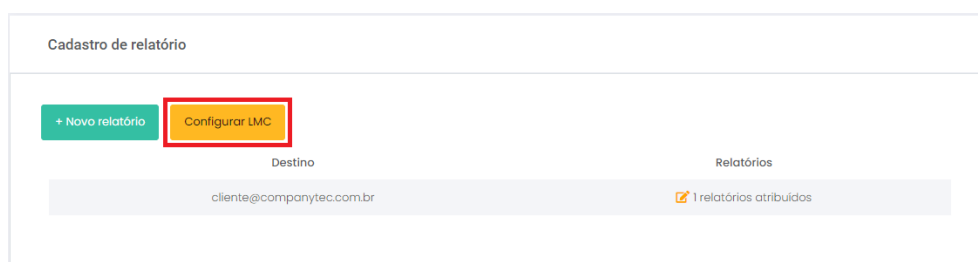 Cadastro de relatório
+ Novo relatório Configurar LMC
Destino Relatórios
cliente@companytec.com.br 1 relatórios atribuídos